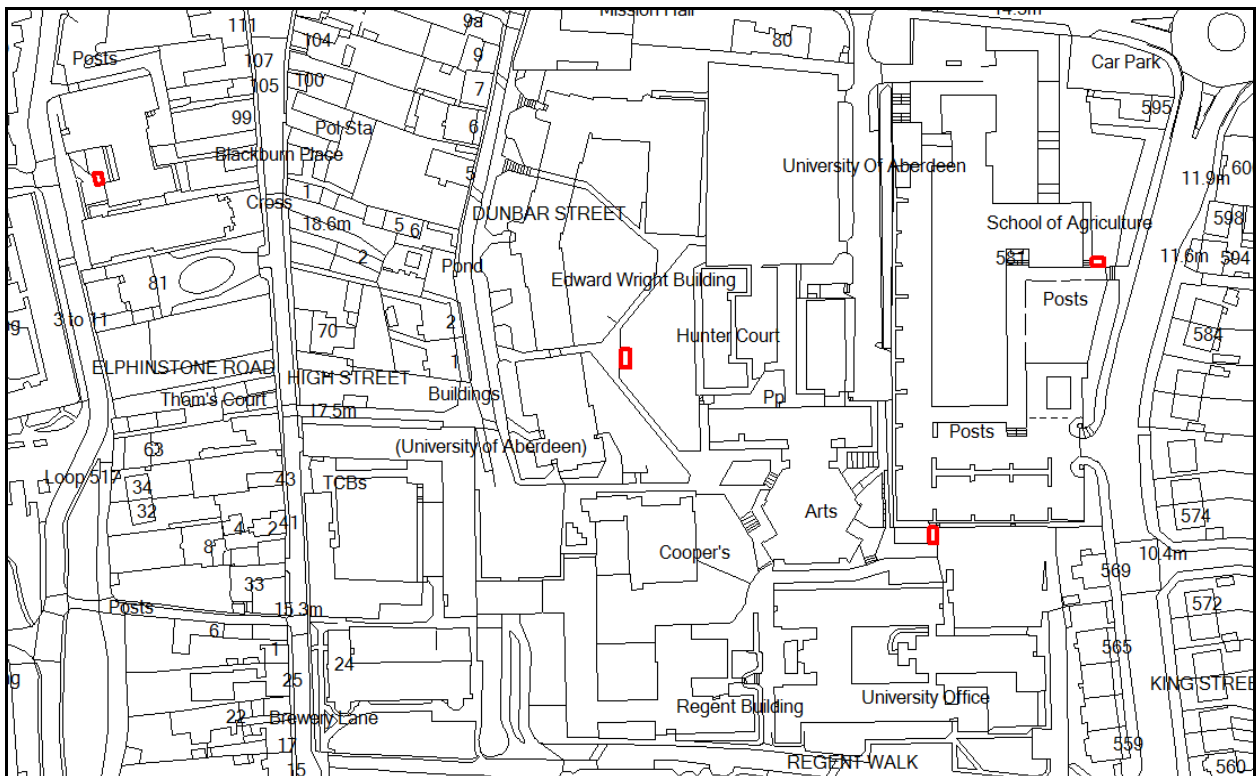 Mission Hall
14.5m
9a
111
104
80
Posts
107
9
Car Park
105
100
7
595
99
Pol Sta
6
Blackburn Place
University Of Aberdeen
600
5
11.9m
1
Cross
DUNBAR STREET
18.6m
5
6
School of Agriculture
598
2
Pond
581
11.6m
594
81
Edward Wright Building
Posts
3 to 11
70
2
Hunter Court
584
1
ELPHINSTONE ROAD
HIGH STREET
Buildings
Pp
Tham's Court
17.5m
Posts
63
(University of Aberdeen)
Loop 517
34
43
TCBs
32
Arts
574
4
2
41
8
Cooper's
10.4m
33
569
Posts
15.3m
572
6
1
24
565
25
University Office
KING STREE
Regent Building
22
Brewery Lane
17
559
REGENT WALK
15
560